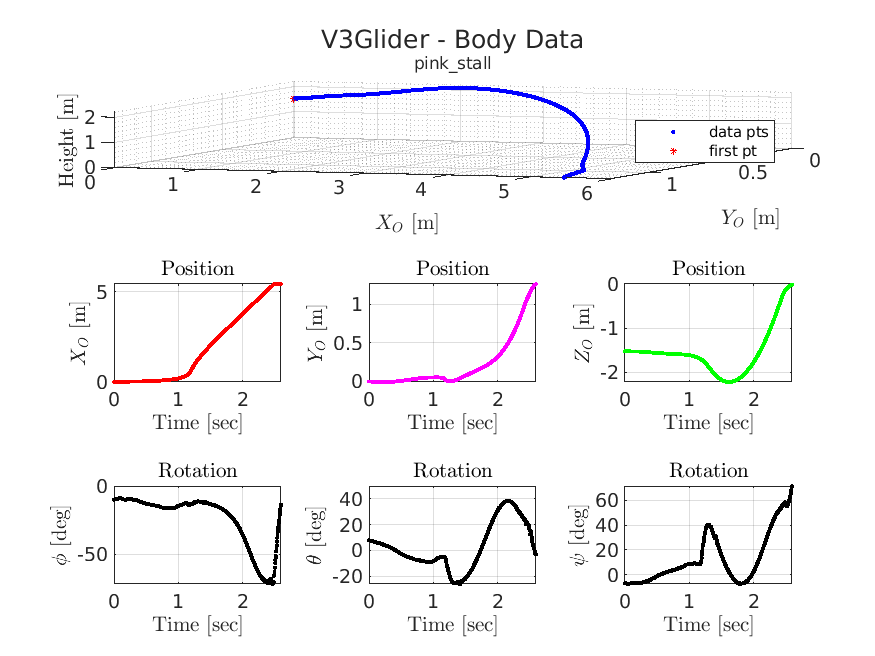 V3Glider - Body Data
pink_stall
Height [m]
2
1
0
0
1
2
3
4
5
6
1
0.5
0
X_O [m]
Y_O [m]
data pts
first pt
Position
Position
Position
X_O [m]
5
0
0 1 2
Time [sec]
Y_O [m]
1
0.5
0
0 1 2
Time [sec]
Z_O [m]
0
-1
-2
0 1 2
Time [sec]
Rotation
Rotation
Rotation
ϕ [deg]
0
-50
0 1 2
Time [sec]
θ [deg]
40
20
0
-20
0 1 2
Time [sec]
ψ [deg]
60
40
20
0
0 1 2
Time [sec]